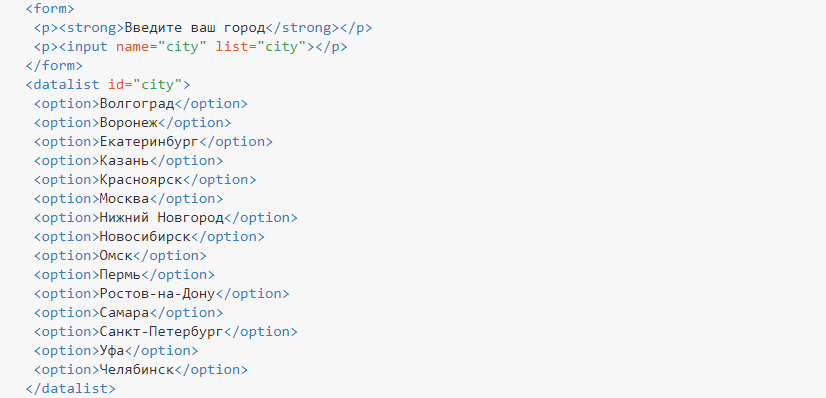 <form>
<p><strong>Введите ваш город</strong></p>
<p><input name="city" list="city"></p>
</form>
<datalist id="city">
<option>Волгоград</option>
<option>Воронеж</option>
<option>Екатеринбург</option>
<option>Казань</option>
<option>Красноярск</option>
<option>Москва</option>
<option>Нижний Новгород</option>
<option>Новосибирск</option>
<option>Омск</option>
<option>Пермь</option>
<option>Ростов-на-Дону</option>
<option>Самара</option>
<option>Санкт-Петербург</option>
<option>Уфа</option>
<option>Челябинск</option>
</datalist>